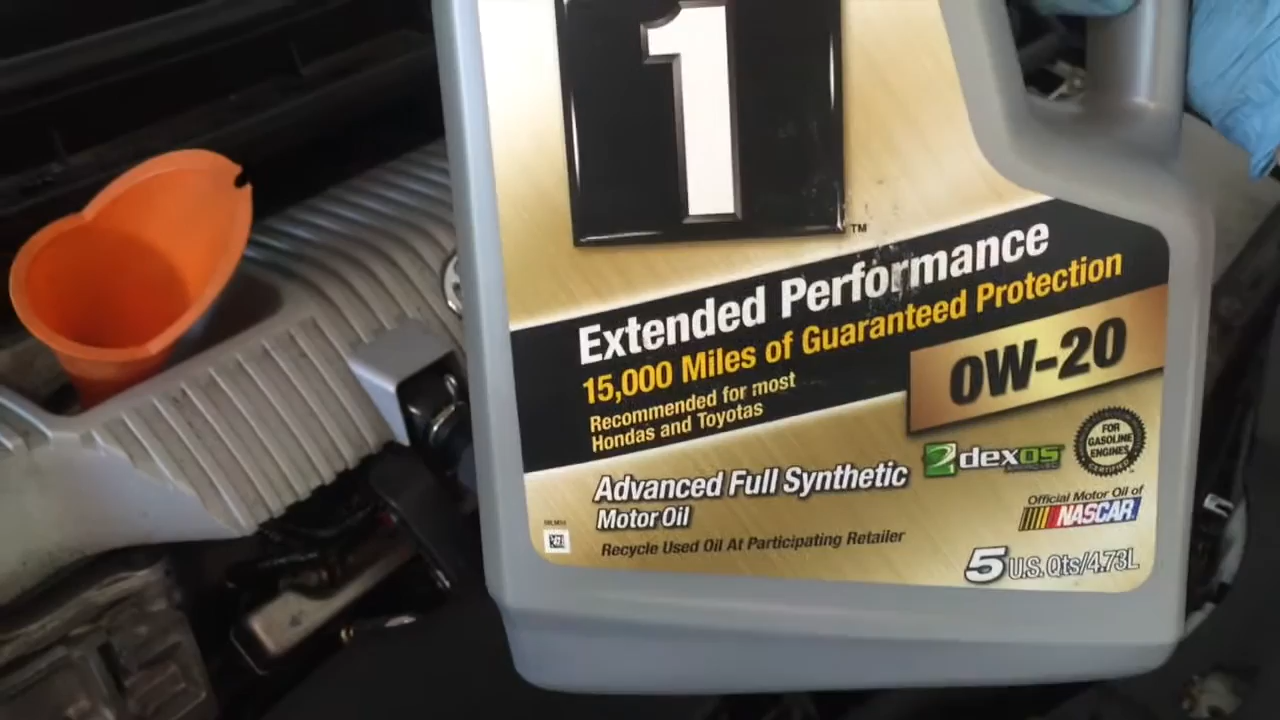 1
TM
Extended Performance
15,000 Miles of Guaranteed Protection
Recommended for most
Hondas and Toyotas
0W-20
dexos
FOR
GASOLINE
ENGINES
CERTIFIED
Advanced Full Synthetic
Motor Oil
Official Motor Oil of
NASCAR
Recycle Used Oil At Participating Retailer
5 U.S. Qts/4.73L